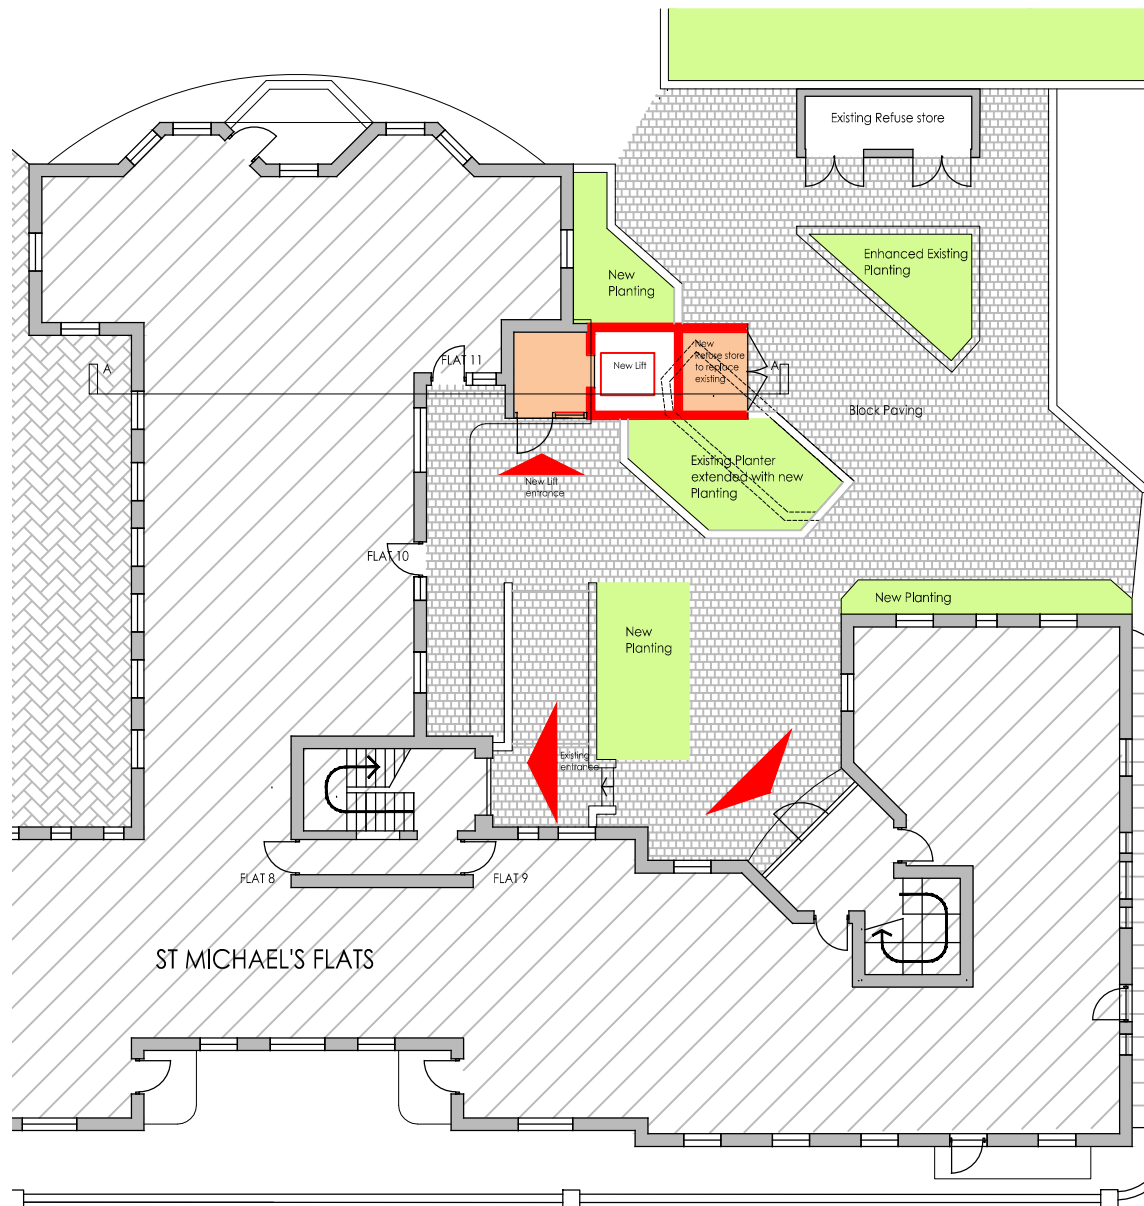 Existing Refuse store
Enhanced Existing
Planting
New
Planting
New
Refuse store
to replace
existing
New Lift
FLAT 11
A
A
Block Paving
Existing Planter
extended with new
Planting
New Lift
entrance
FLAT 10
New Planting
New
Planting
Existing
entrance
FLAT 8
FLAT 9
ST MICHAEL'S FLATS